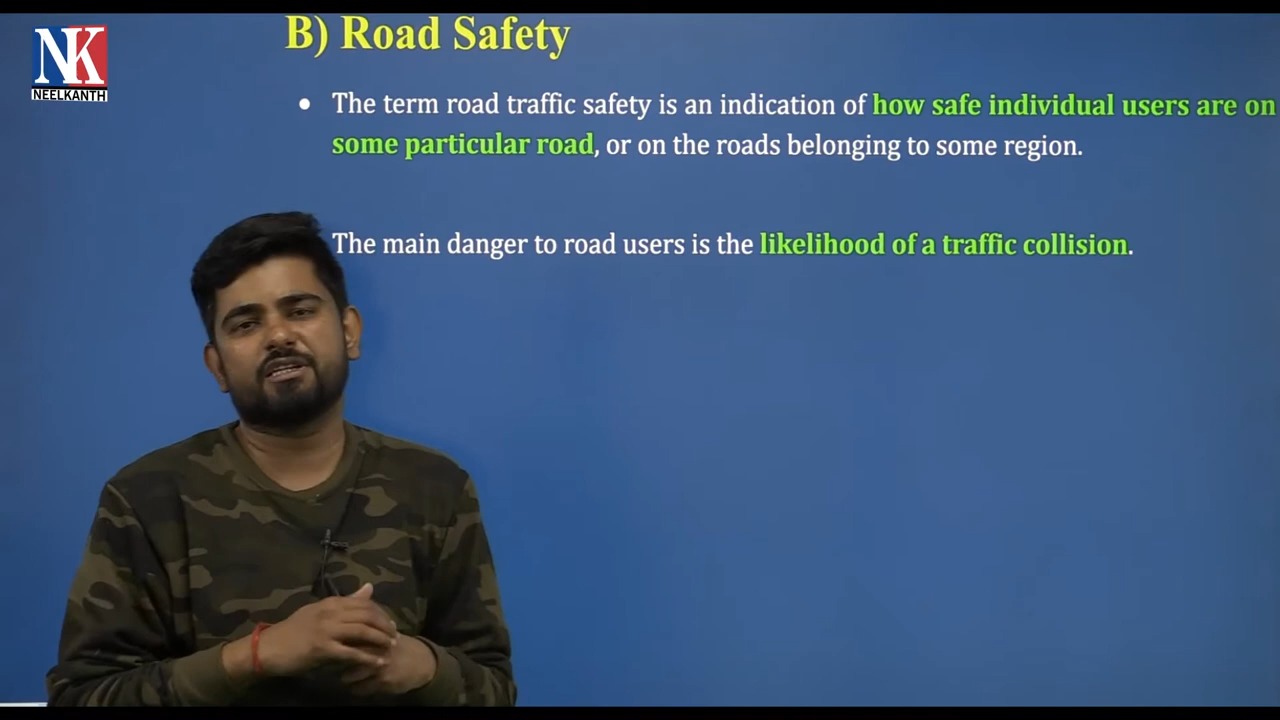 NK
NEELKANTH
B) Road Safety
• The term road traffic safety is an indication of how safe individual users are on
some particular road, or on the roads belonging to some region.
The main danger to road users is the likelihood of a traffic collision.